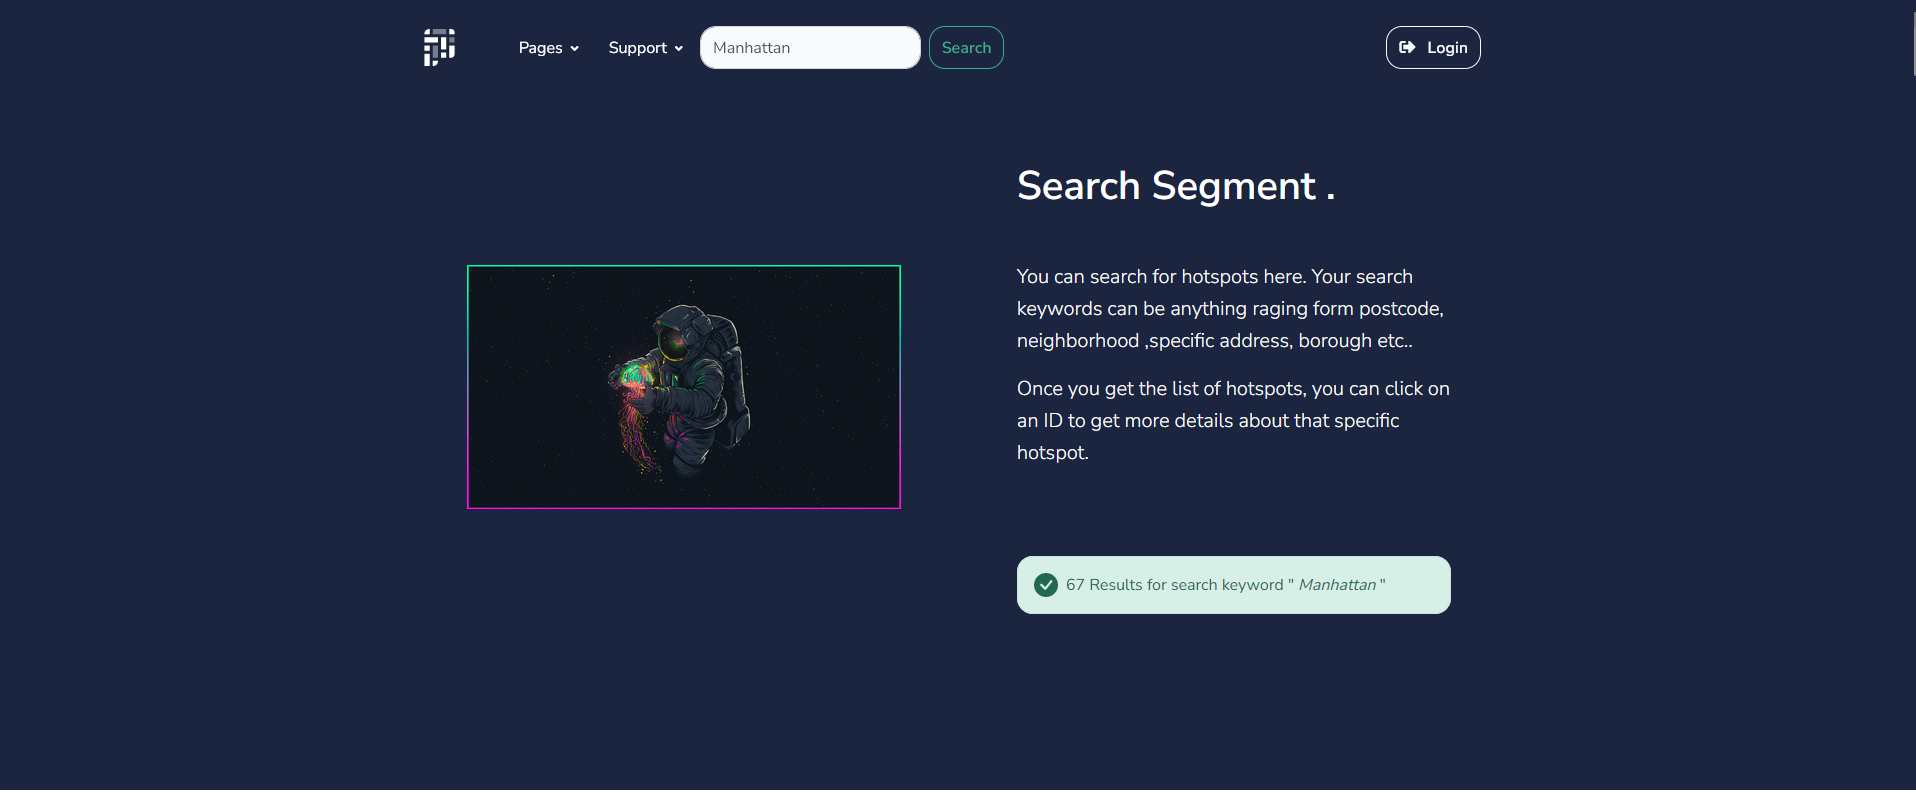 Pages Support Manhattan Search Login
Search Segment .
You can search for hotspots here. Your search
keywords can be anything raging form postcode,
neighborhood ,specific address, borough etc..
Once you get the list of hotspots, you can click on
an ID to get more details about that specific
hotspot.
67 Results for search keyword " Manhattan "